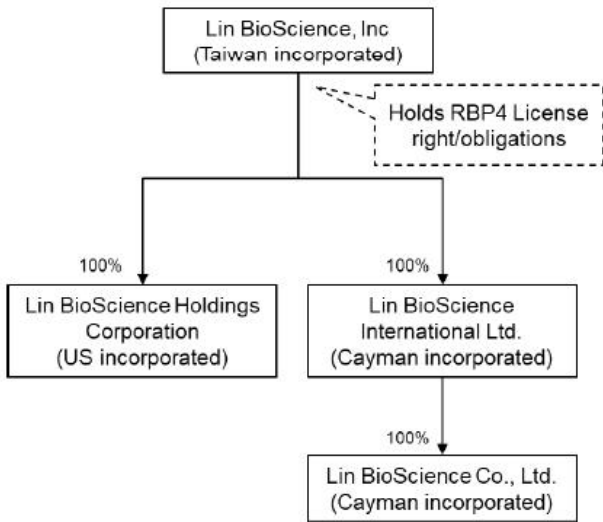 Lin BioScience, Inc
(Taiwan incorporated)
Holds RBP4 License
right/obligations
100%
100%
Lin BioScience Holdings
Corporation
(US incorporated)
Lin BioScience
International Ltd.
(Cayman incorporated)
100%
Lin BioScience Co., Ltd.
(Cayman incorporated)